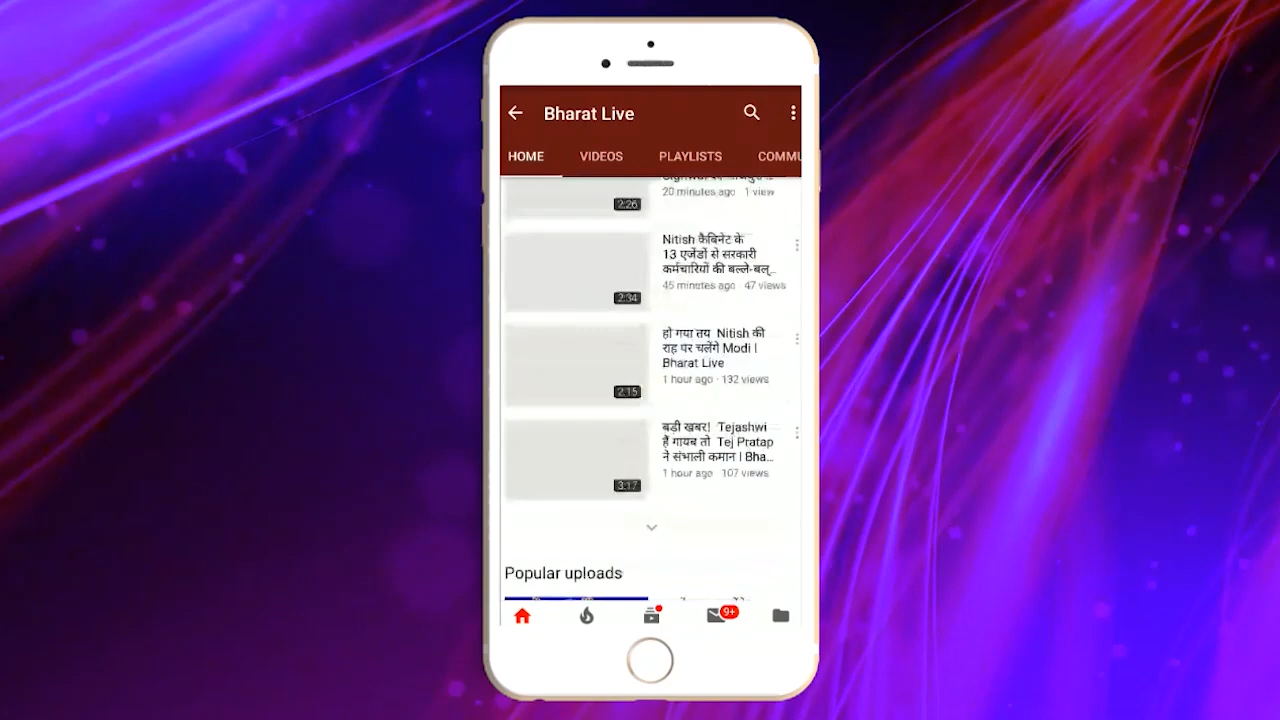 Bharat Live
HOME VIDEOS PLAYLISTS COMMU
20 minutes ago 1 view
2:26
Nitish कैबिनेट के
13 एजेंडों से सरकारी
कर्मचारियों की बल्ले-बल्...
45 minutes ago 47 views
2:34
हो गया तय Nitish की
राह पर चलेंगे Modi |
Bharat Live
1 hour ago · 132 views
2:15
बडी खबर! Tejashwi
हैं गायब तो Tej Pratap
ने संभाली कमान | Bha...
1 hour ago 107 views
3:17
Popular uploads
9+